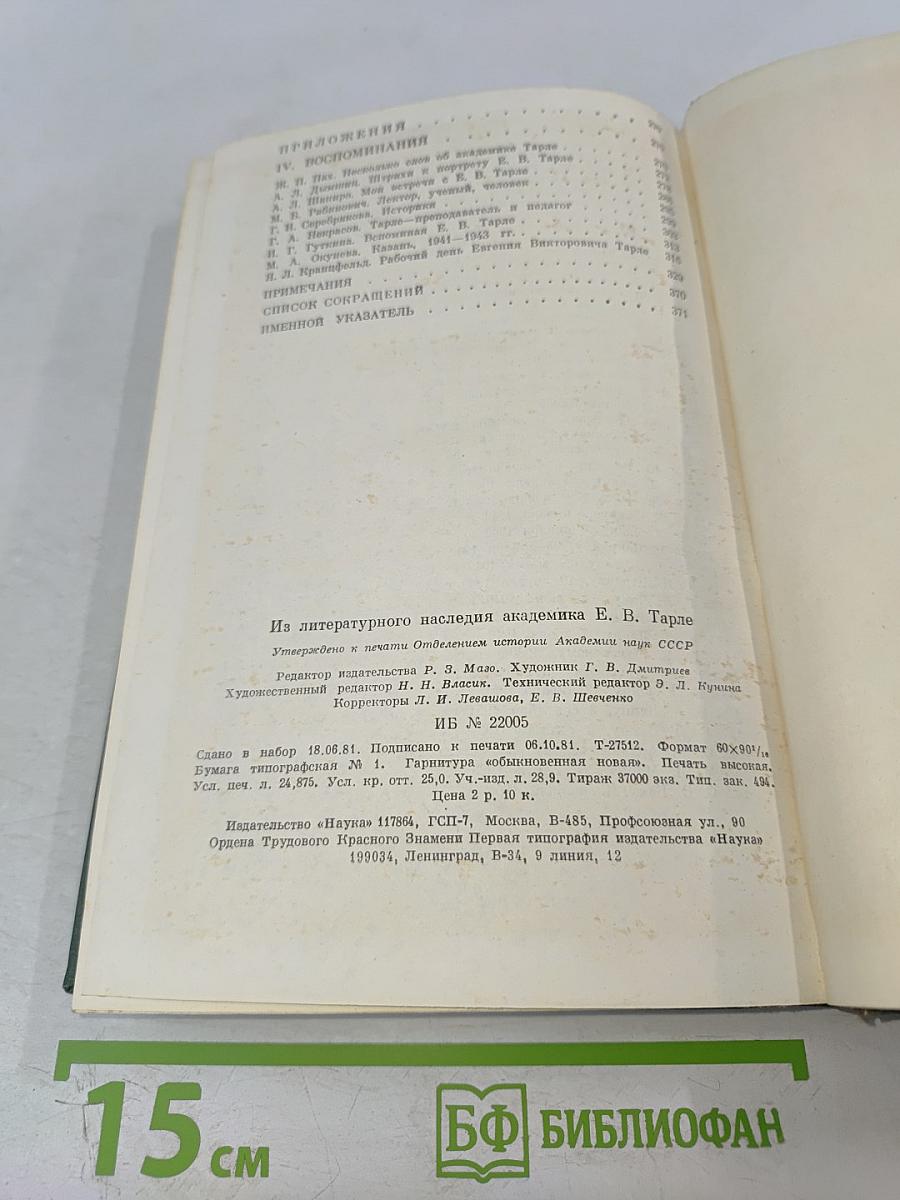 ПРИЛОЖЕНИЯ
IV. ВОСПОМИНАНИЯ
Несколько слов об академике Тарле
А. Л. Дымшиц. Штрихи к портрету Е. В. Тарле
А. Л. Шапиро. Мои встречи с Е. В. Тарле
М. Б. Рабинович. Лектор, ученый, человек
Г. И. Серебрякова. Историки
Г. А. Некрасов. Тарле—преподаватель и педагог
И. Г. Гуткина. Вспоминая Е. В. Тарле
М. А. Окунева. Казань, 1941—1943 гг. 313
Я. Л. Кранцфельд. Рабочий день Евгения Викторовича Тарле 316
ПРИМЕЧАНИЯ 329
СПИСОК СОКРАЩЕНИЙ 370
ИМЕННОЙ УКАЗАТЕЛЬ 371
Из литературного наследия академика Е. В. Тарле
Утверждено к печати Отделением истории Академии наук СССР
Редактор издательства Р. З. Мазо. Художник Г. В. Дмитриев
Художественный редактор Н. Н. Власик. Технический редактор Э. Л. Кунина
Корректоры Л. И. Левашова, Е. В. Шевченко
ИБ № 22005
Сдано в набор 18.06.81. Подписано к печати 06.10.81. Т-27512. Формат 60×90¹/₁₆
Бумага типографская № 1. Гарнитура «обыкновенная новая». Печать высокая.
Усл. печ. л. 24,875. Усл. кр. отт. 25,0. Уч.-изд. л. 28,9. Тираж 37000 экз. Тип. зак. 494.
Цена 2 р. 10 к.
Издательство «Наука» 117864, ГСП-7, Москва, В-485, Профсоюзная ул., 90
Ордена Трудового Красного Знамени Первая типография издательства «Наука»
199034, Ленинград, В-34, 9 линия, 12
15 см
БФ БИБЛИОФАН